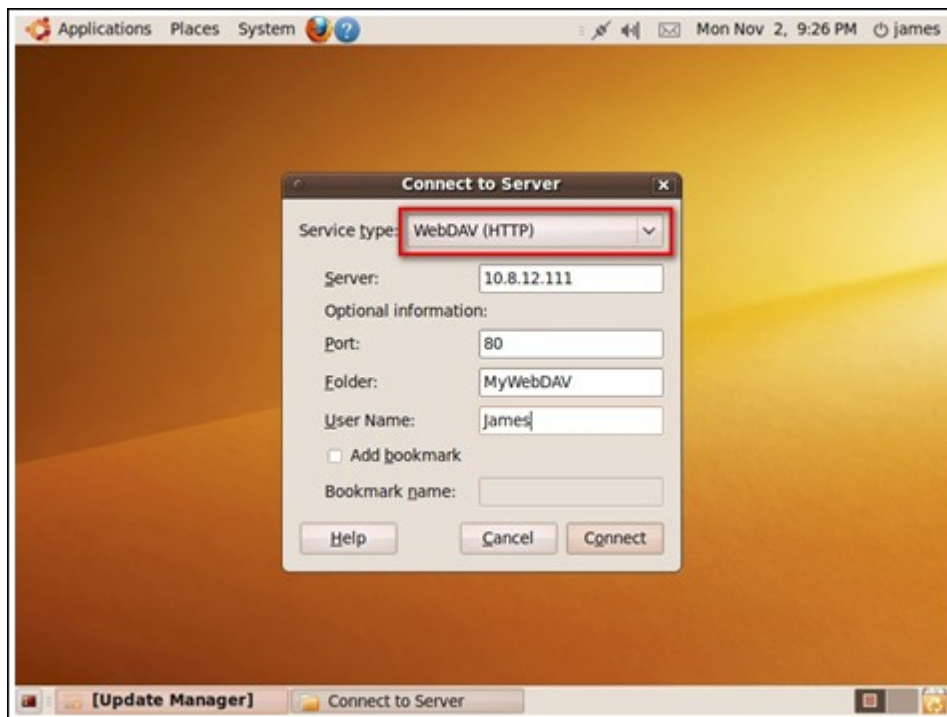 Applications Places System Mon Nov 2, 9:26 PM james
Connect to Server
Service type: WebDAV (HTTP)
Server: 10.8.12.111
Optional information:
Port: 80
Folder: MyWebDAV
User Name: James
Add bookmark
Bookmark name:
Help Cancel Connect
[Update Manager] Connect to Server